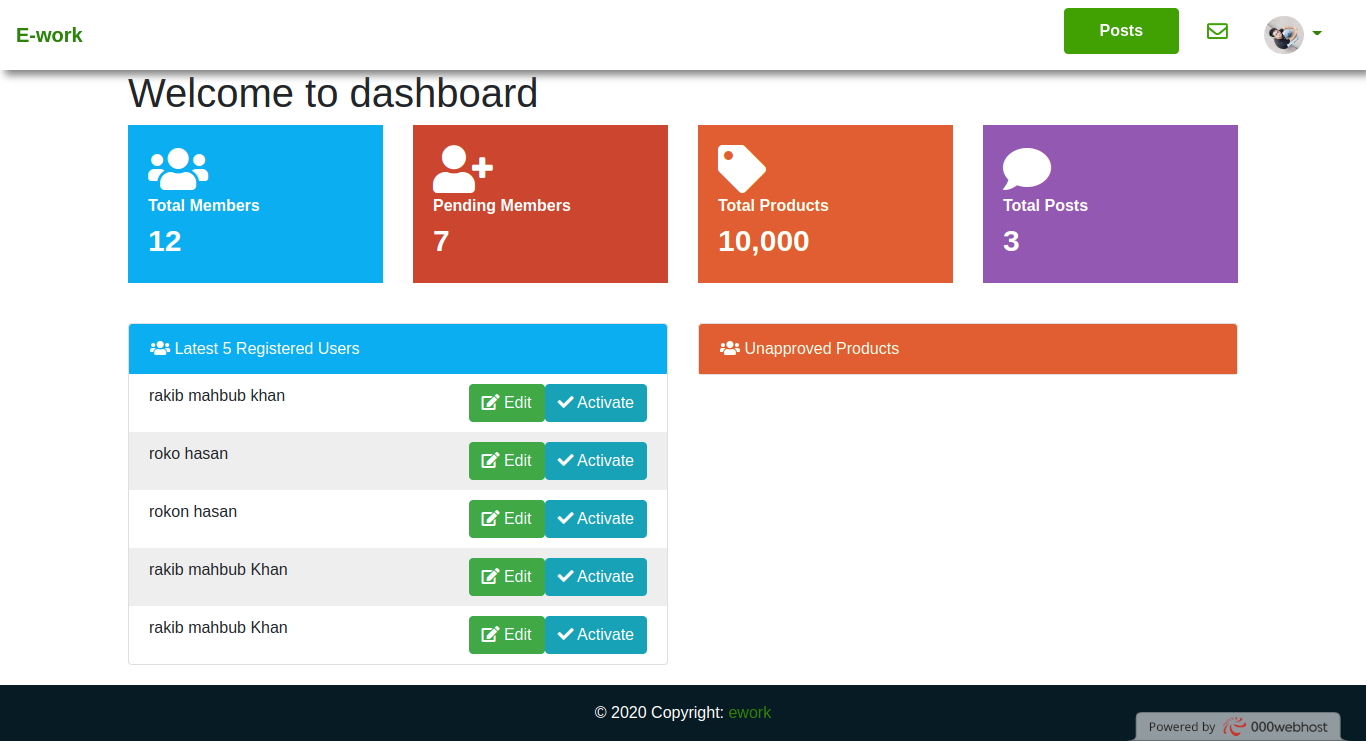 E-work
Posts
Welcome to dashboard
Total Members
12
Pending Members
7
Total Products
10,000
Total Posts
3
Latest 5 Registered Users
rakib mahbub khan
Edit Activate
roko hasan
Edit Activate
rokon hasan
Edit Activate
rakib mahbub Khan
Edit Activate
rakib mahbub Khan
Edit Activate
Unapproved Products
© 2020 Copyright: ework
Powered by 000webhost